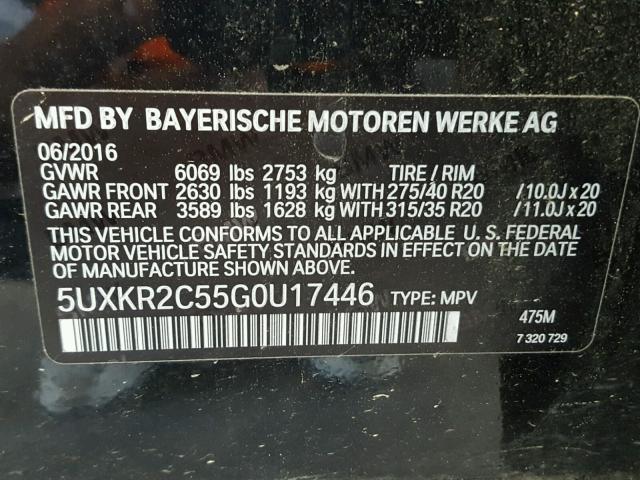 MFD BY BAYERISCHE MOTOREN WERKE AG
06/2016
GVWR 6069 lbs 2753 kg TIRE / RIM
GAWR FRONT 2630 lbs 1193 kg WITH 275/40 R20 /10.0J x 20
GAWR REAR 3589 lbs 1628 kg WITH 315/35 R20 /11.0J x 20
THIS VEHICLE CONFORMS TO ALL APPLICABLE U. S. FEDERAL
MOTOR VEHICLE SAFETY STANDARDS IN EFFECT ON THE DATE
OF MANUFACTURE SHOWN ABOVE.
5UXKR2C55G0U17446 TYPE: MPV
475M
7 320 729